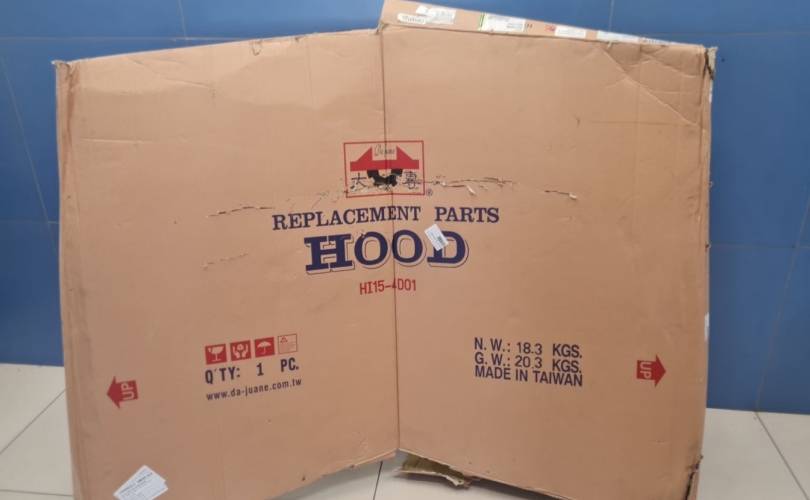 REPLACEMENT PARTS
HOOD
HI15-4001
Q'TY: 1 PC.
www.da-juane.com.tw
N.W.: 18.3 KGS.
G.W.: 20.3 KGS.
MADE IN TAIWAN
UP
UP